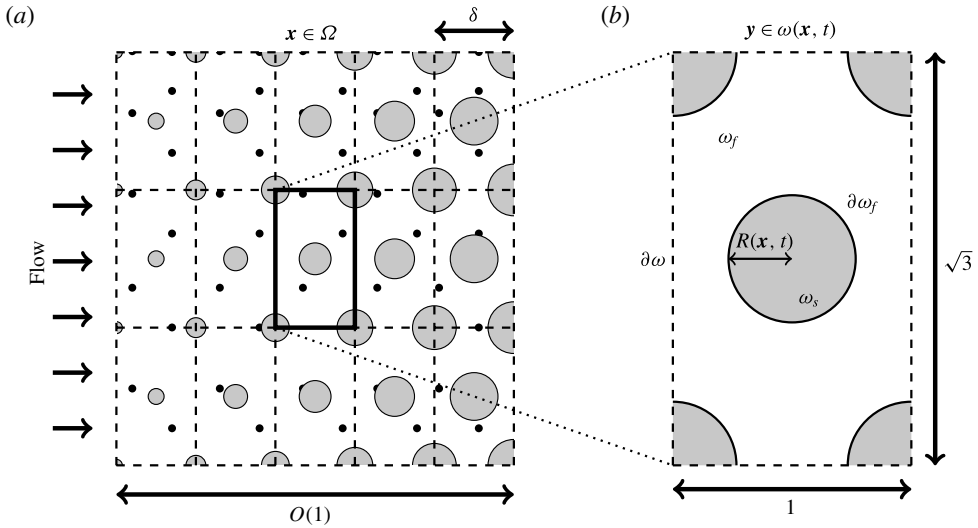 (a)
x ∈ Ω
δ
Flow
O(1)
(b)
y ∈ ω(x, t)
ω_f
∂ω_f
R(x, t)
∂ω
ω_s
√3
1